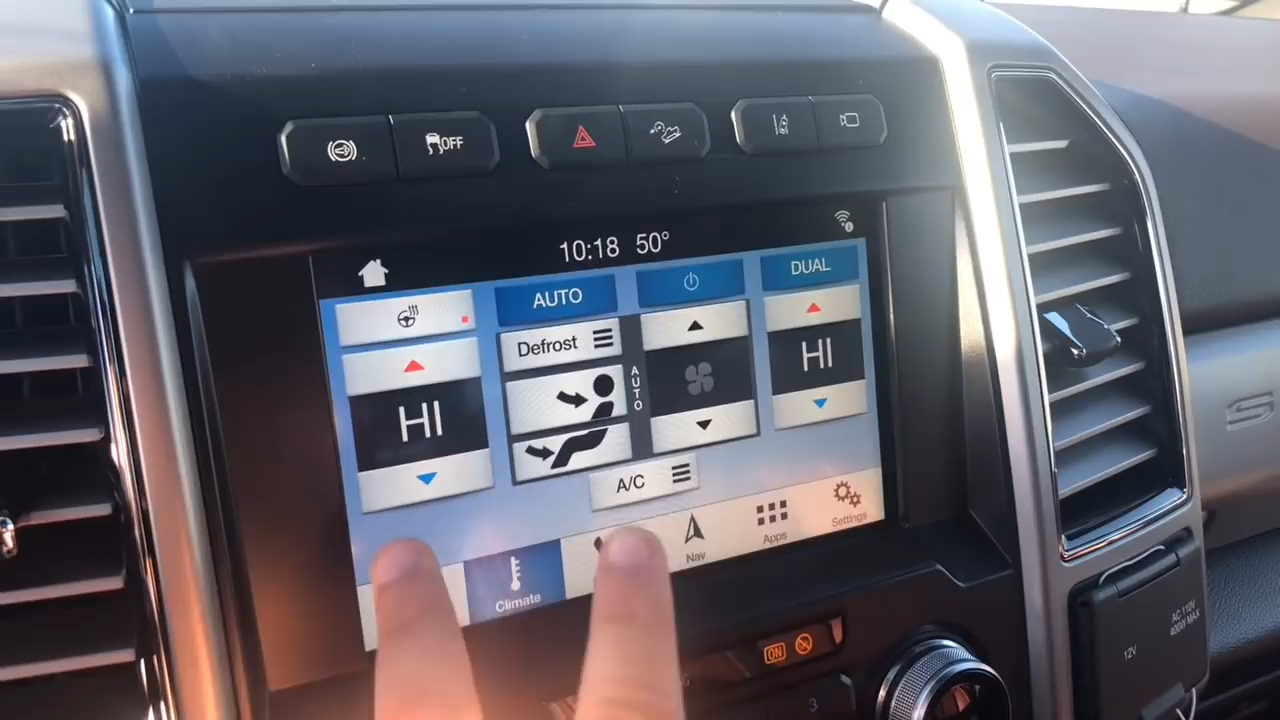 OFF
10:18 50°
AUTO
DUAL
Defrost
HI
AUTO
HI
A/C
Climate
Nav
Apps
Settings
ON
3
12V
AC 110V
400W MAX
S